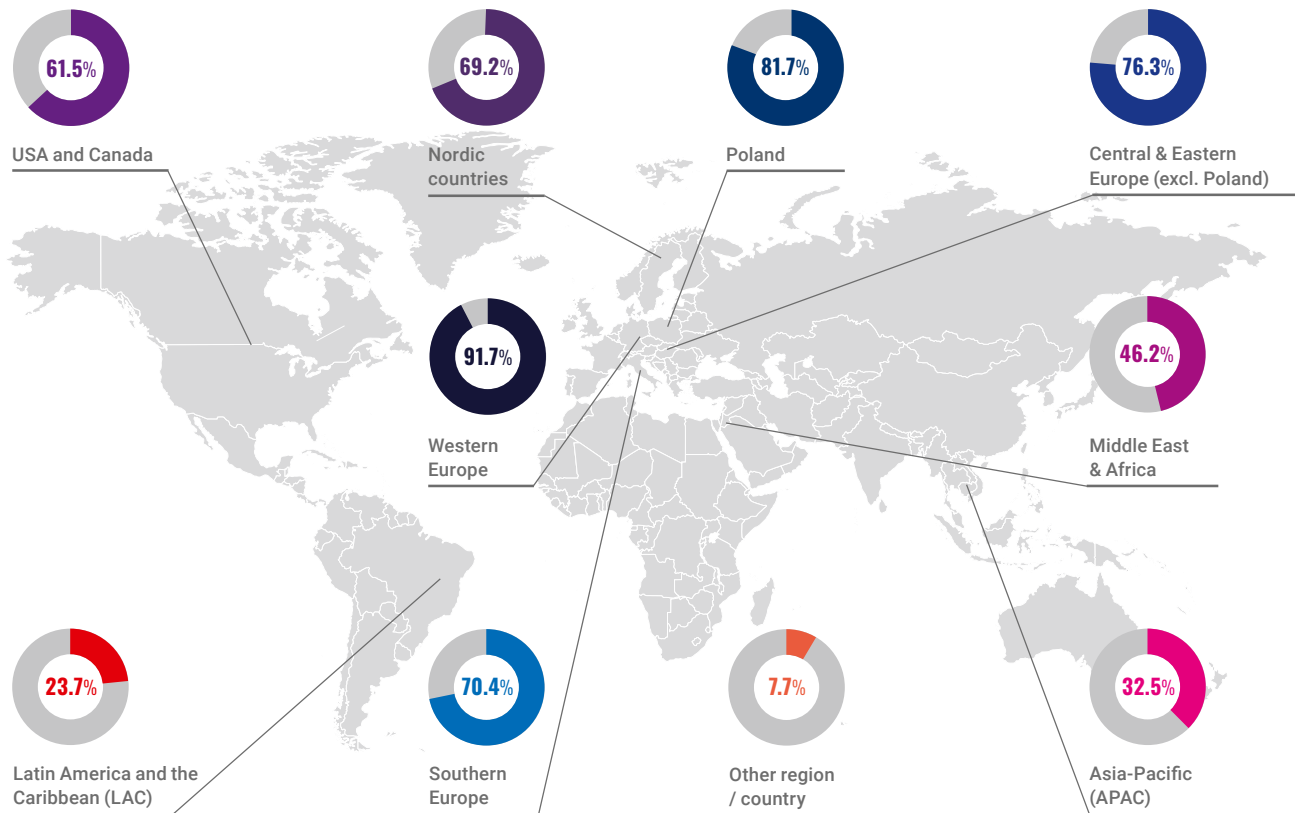 61.5%
USA and Canada
69.2%
Nordic
countries
81.7%
Poland
76.3%
Central & Eastern
Europe (excl. Poland)
91.7%
Western
Europe
46.2%
Middle East
& Africa
23.7%
Latin America and the
Caribbean (LAC)
70.4%
Southern
Europe
7.7%
Other region
/ country
32.5%
Asia-Pacific
(APAC)